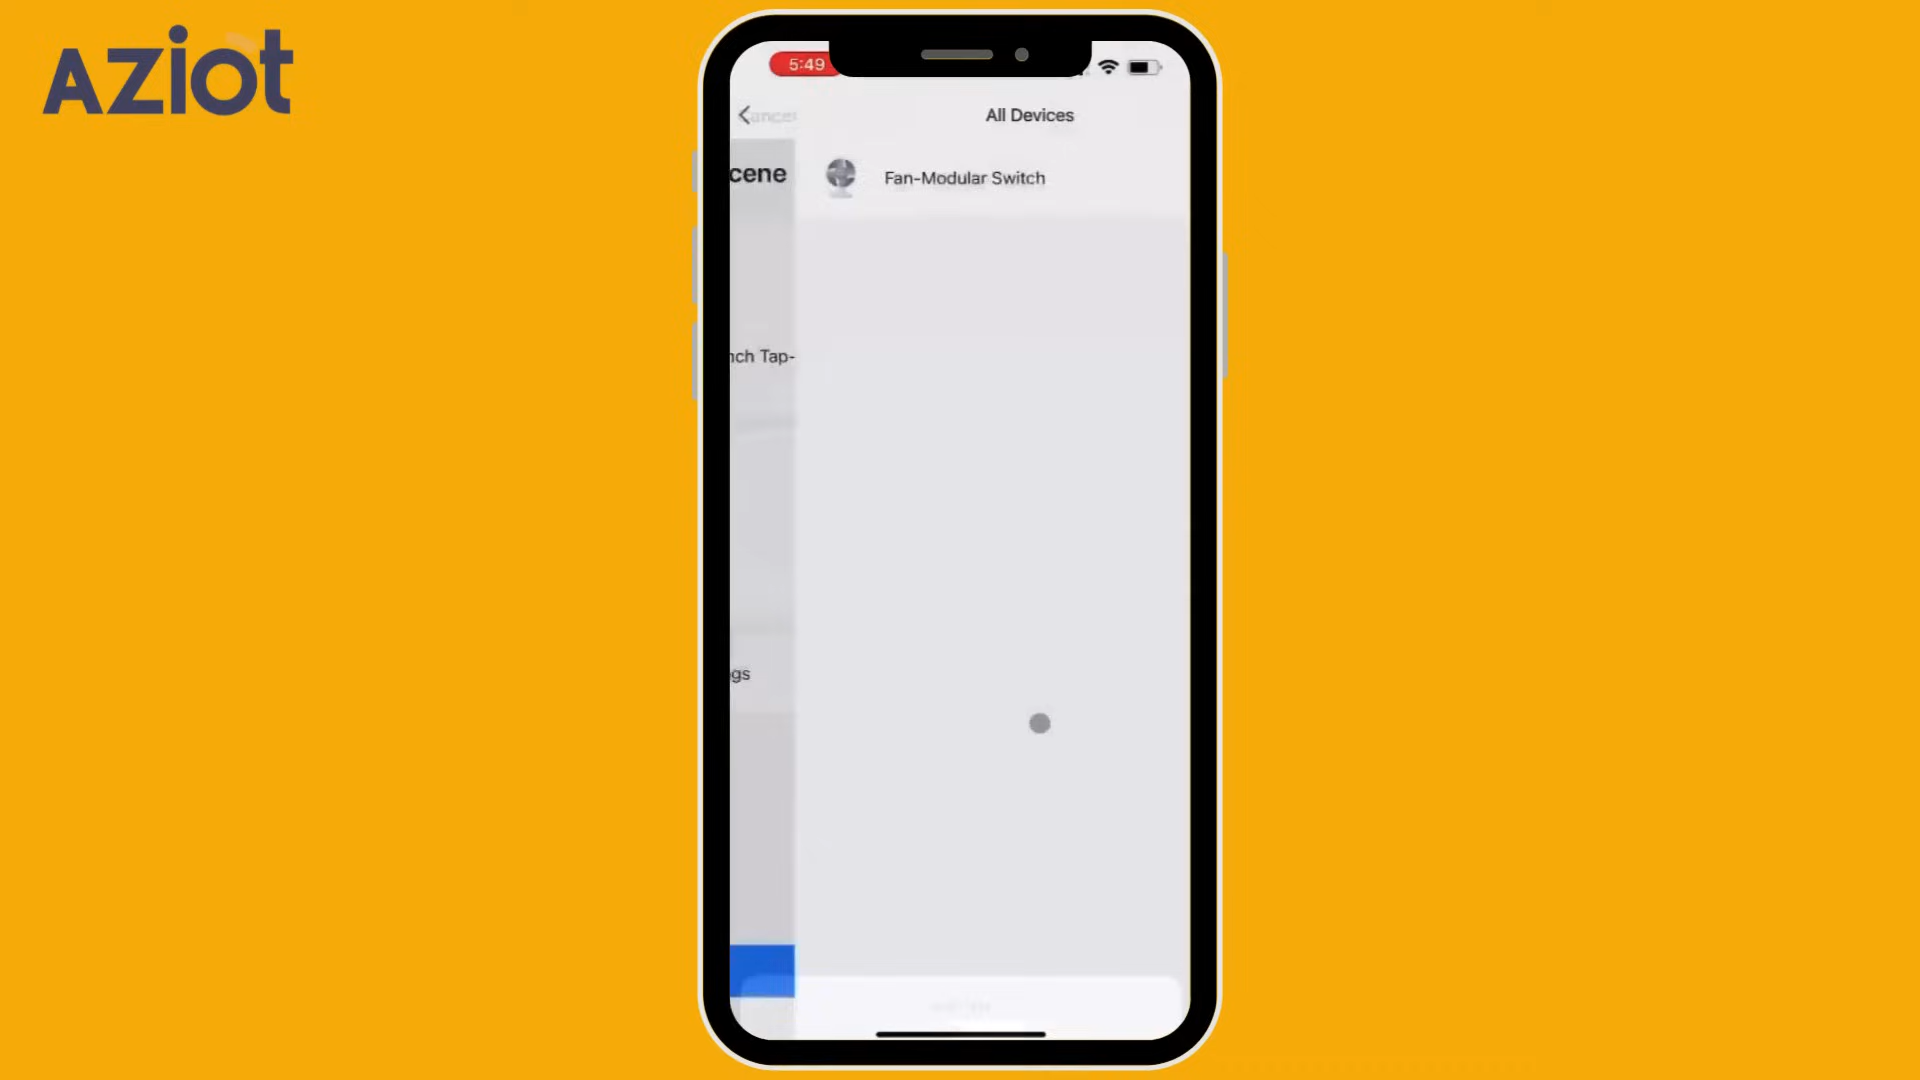 Aziot
5:49
All Devices
cene
Fan-Modular Switch
nch Tap-
gs